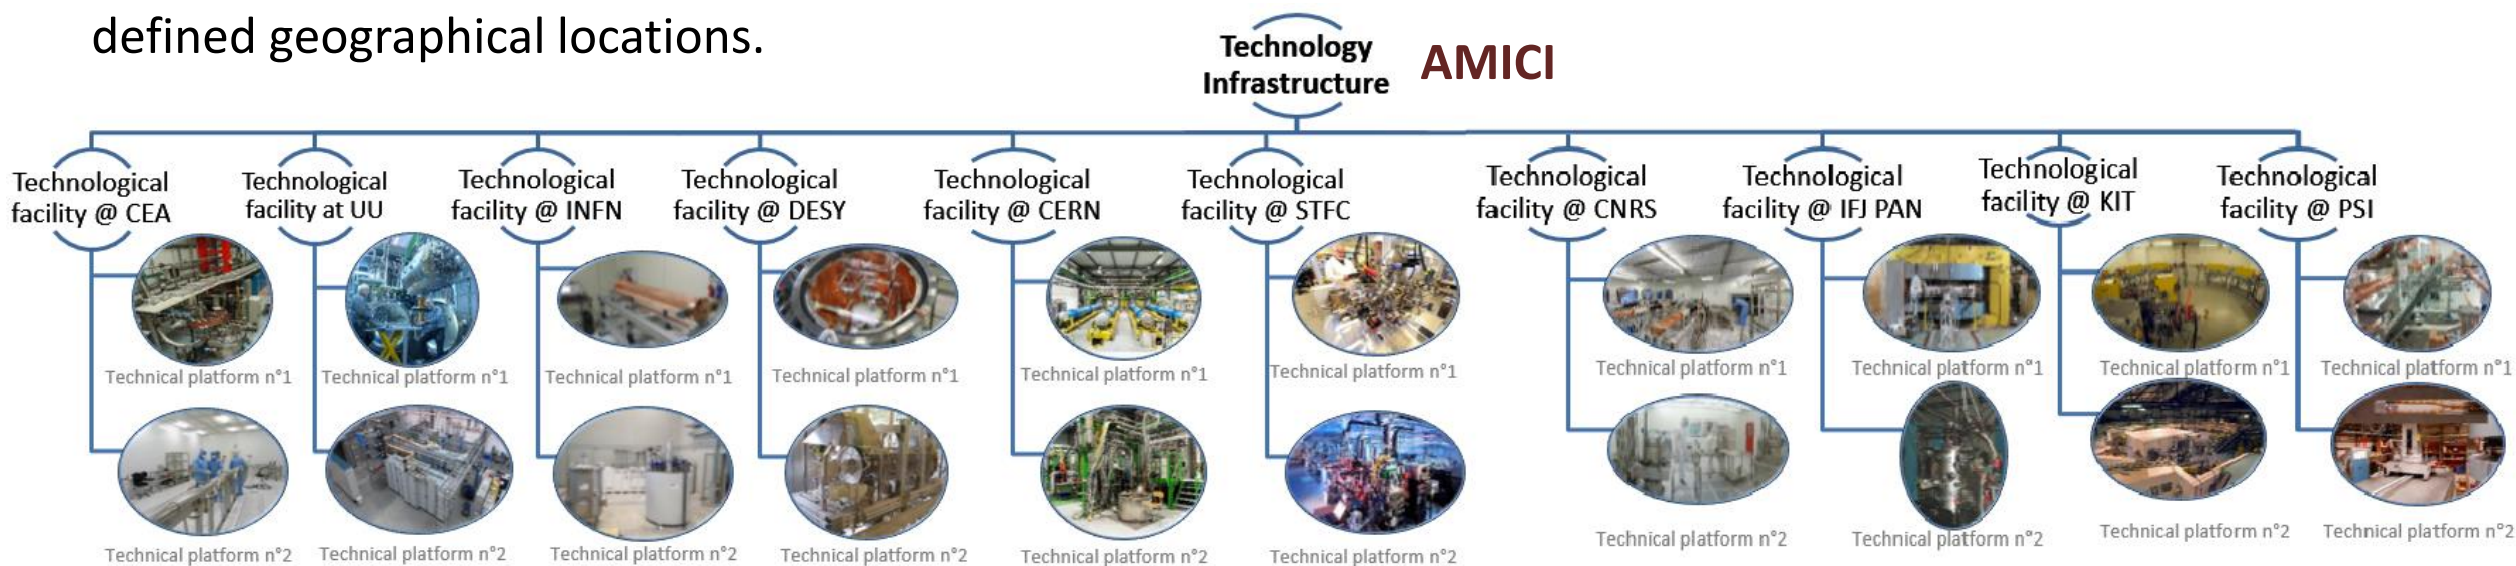 defined geographical locations.
Technology
Infrastructure
AMICI
Technological
facility @ CEA
Technological
facility at UU
Technological
facility @ INFN
Technological
facility @ DESY
Technological
facility @ CERN
Technological
facility @ STFC
Technological
facility @ CNRS
Technological
facility @ IFJ PAN
Technological
facility @ KIT
Technological
facility @ PSI
Technical platform n°1
Technical platform n°1
Technical platform n°1
Technical platform n°1
Technical platform n°1
Technical platform n°1
Technical platform n°1
Technical platform n°1
Technical platform n°1
Technical platform n°1
Technical platform n°2
Technical platform n°2
Technical platform n°2
Technical platform n°2
Technical platform n°2
Technical platform n°2
Technical platform n°2
Technical platform n°2
Technical platform n°2
Technical platform n°2